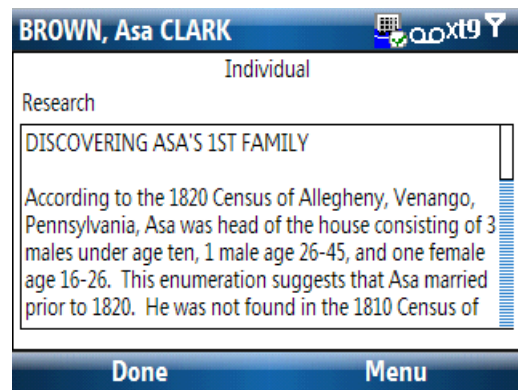 BROWN, Asa CLARK
xt9
Individual
Research
DISCOVERING ASA'S 1ST FAMILY
According to the 1820 Census of Allegheny, Venango,
Pennsylvania, Asa was head of the house consisting of 3
males under age ten, 1 male age 26-45, and one female
age 16-26.  This enumeration suggests that Asa married
prior to 1820.  He was not found in the 1810 Census of
Done
Menu